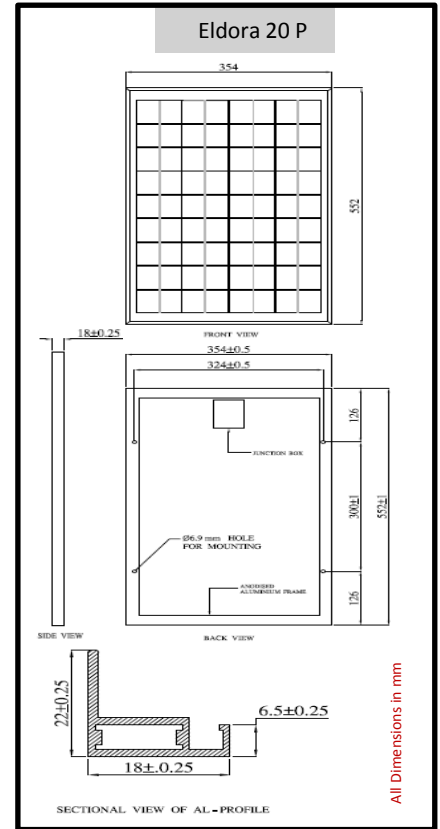 Eldora 20 P
354
552
FRONT VIEW
18±0.25
354±0.5
324±0.5
126
JUNCTION BOX
300±1
552±1
Ø6.9 mm HOLE
FOR MOUNTING
ANODISED
ALUMINIUM FRAME
126
SIDE VIEW
BACK VIEW
22±0.25
6.5±0.25
18±.0.25
All Dimensions in mm
SECTIONAL VIEW OF AL-PROFILE